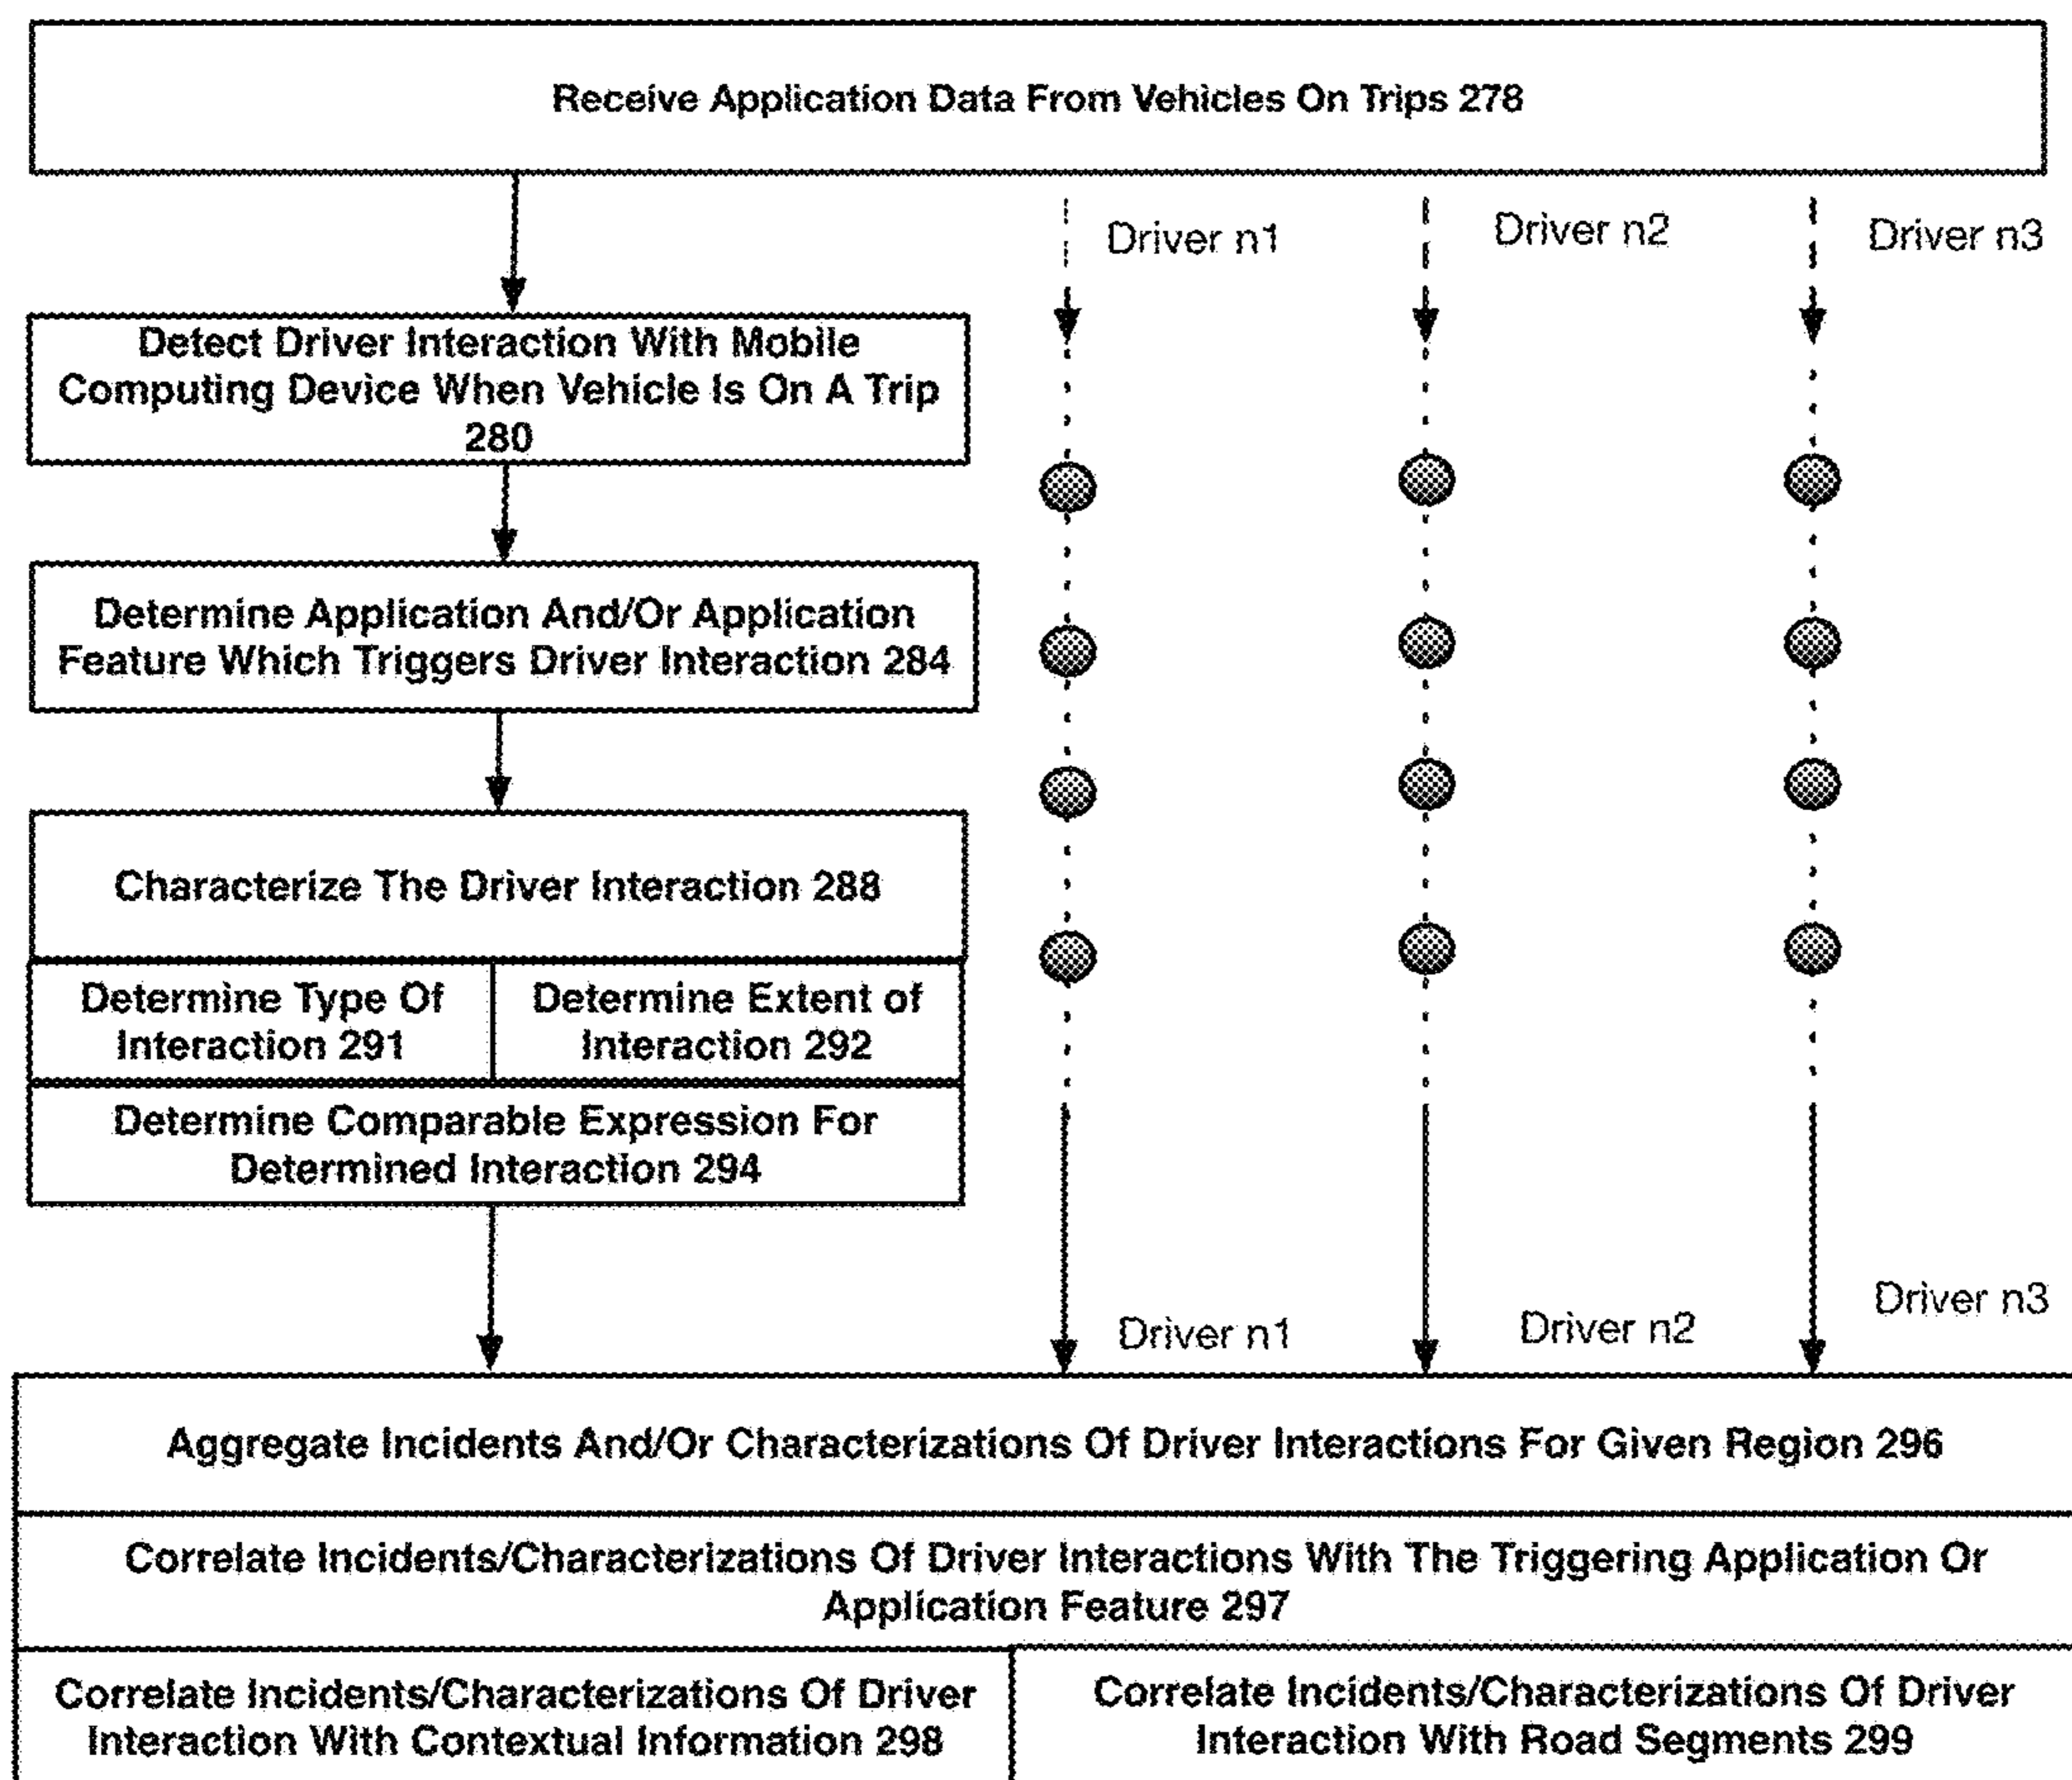 Receive Application Data From Vehicles On Trips 278
Driver n1
Driver n2
Driver n3
Detect Driver Interaction With Mobile
Computing Device When Vehicle Is On A Trip
280
Determine Application And/Or Application
Feature Which Triggers Driver Interaction 284
Characterize The Driver Interaction 288
Determine Type Of
Interaction 291
Determine Extent of
Interaction 292
Determine Comparable Expression For
Determined Interaction 294
Driver n1
Driver n2
Driver n3
Aggregate Incidents And/Or Characterizations Of Driver Interactions For Given Region 296
Correlate Incidents/Characterizations Of Driver Interactions With The Triggering Application Or
Application Feature 297
Correlate Incidents/Characterizations Of Driver
Interaction With Contextual Information 298
Correlate Incidents/Characterizations Of Driver
Interaction With Road Segments 299